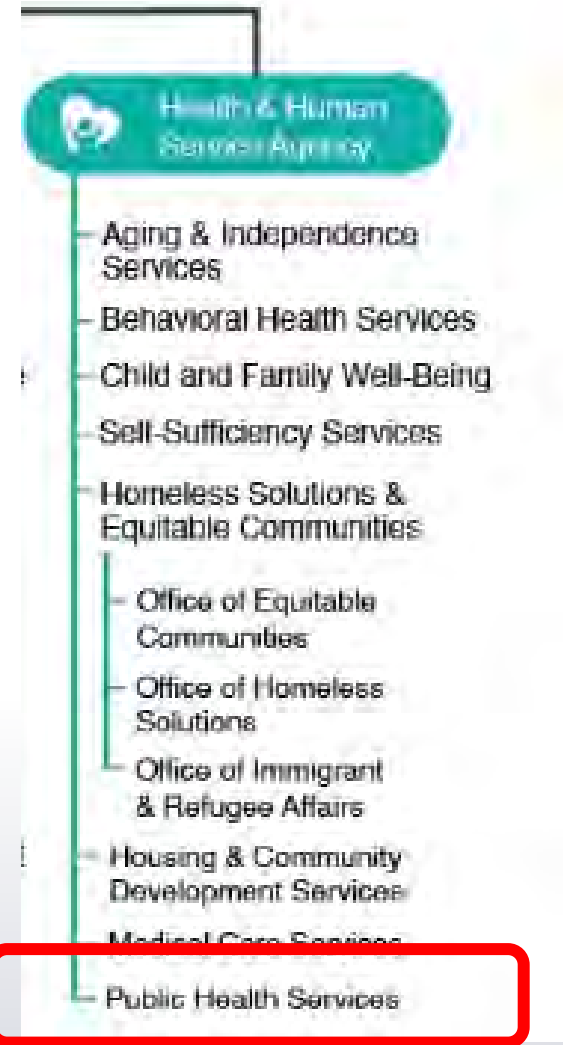 Health & Human
Service Agency
Aging & Independence
Services
Behavioral Health Services
Child and Family Well-Being
Self-Sufficiency Services
Homeless Solutions &
Equitable Communities
Office of Equitable
Communities
Office of Homeless
Solutions
Office of Immigrant
& Refugee Affairs
Housing & Community
Development Services
Medical Care Services
Public Health Services